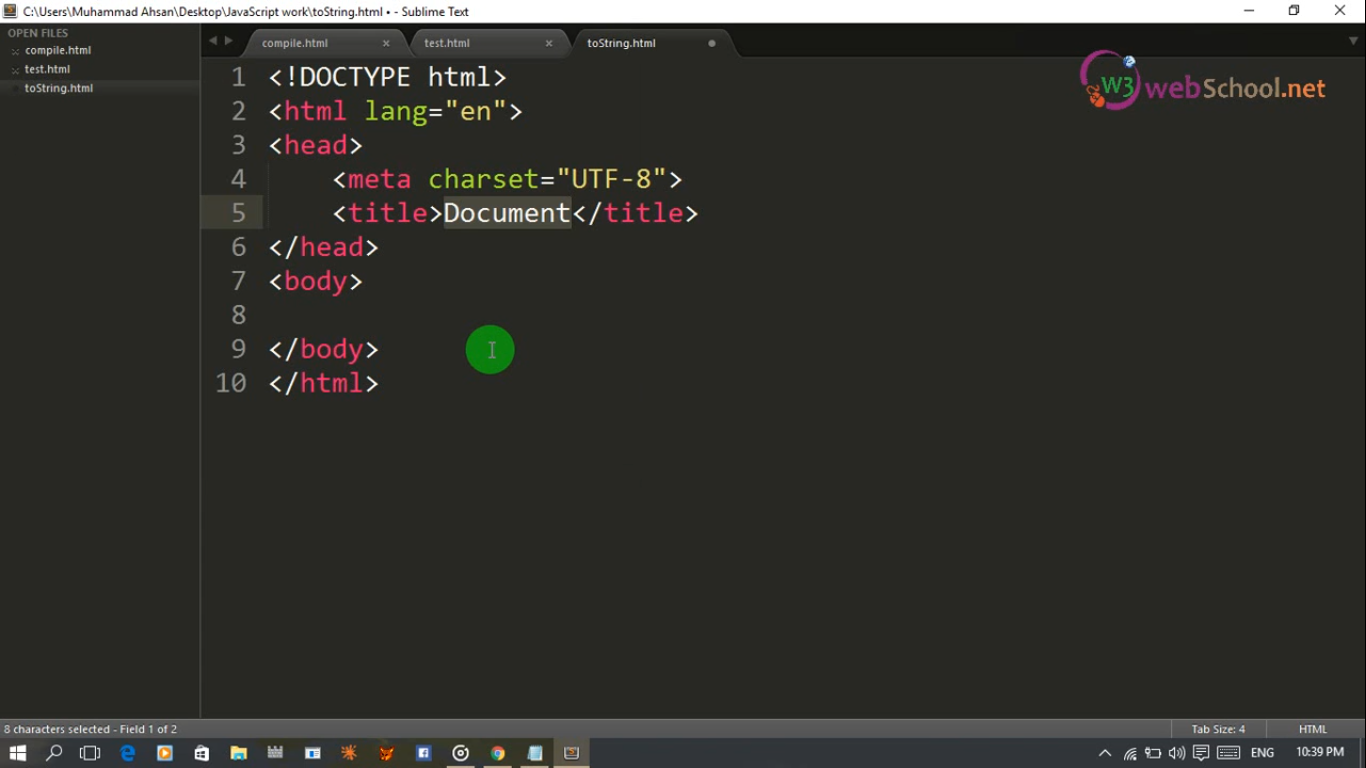 C:\Users\Muhammad Ahsan\Desktop\JavaScript work\toString.html • - Sublime Text
OPEN FILES
compile.html
test.html
toString.html
compile.html
test.html
toString.html
W3 webSchool.net
1 <!DOCTYPE html>
2 <html lang="en">
3 <head>
4 <meta charset="UTF-8">
5 <title>Document</title>
6 </head>
7 <body>
8
9 </body>
10 </html>
8 characters selected - Field 1 of 2
Tab Size: 4
HTML
ENG
10:39 PM